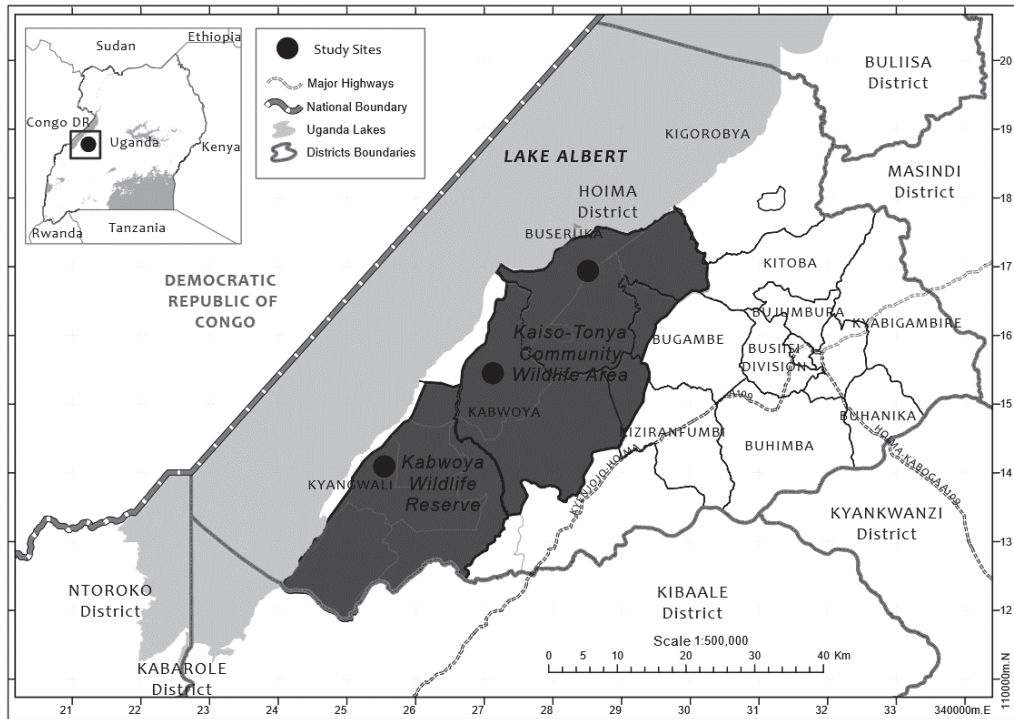 Sudan
Ethiopia
Congo DR
Uganda
Kenya
Rwanda
Tanzania
Study Sites
Major Highways
National Boundary
Uganda Lakes
Districts Boundaries
BULIISA
District
KIGOROBYA
LAKE ALBERT
MASINDI
District
HOIMA
District
BUSERUKA
DEMOCRATIC
REPUBLIC OF
CONGO
KITOBA
BUJUMBURA
KYABIGAMBIRE
Kaiso-Tonya
Community
Wildlife Area
BUGAMBE
BUSIISI
DIVISION
KABWOYA
A109
BUHANIKA
KIZIRANFUMBI
BUHIMBA
HOIMA-KABOGA A109
KYENJOJO-HOIMA
Kabwoya
Wildlife
Reserve
KYANGWALI
KYANKWANZI
District
NTOROKO
District
KIBAALE
District
KABAROLE
District
Scale 1:500,000
0 5 10 20 30 40 Km
20
19
18
17
16
15
14
13
12
110000m.N
21 22 23 24 25 26 27 28 29 30 31 32 33 340000m.E